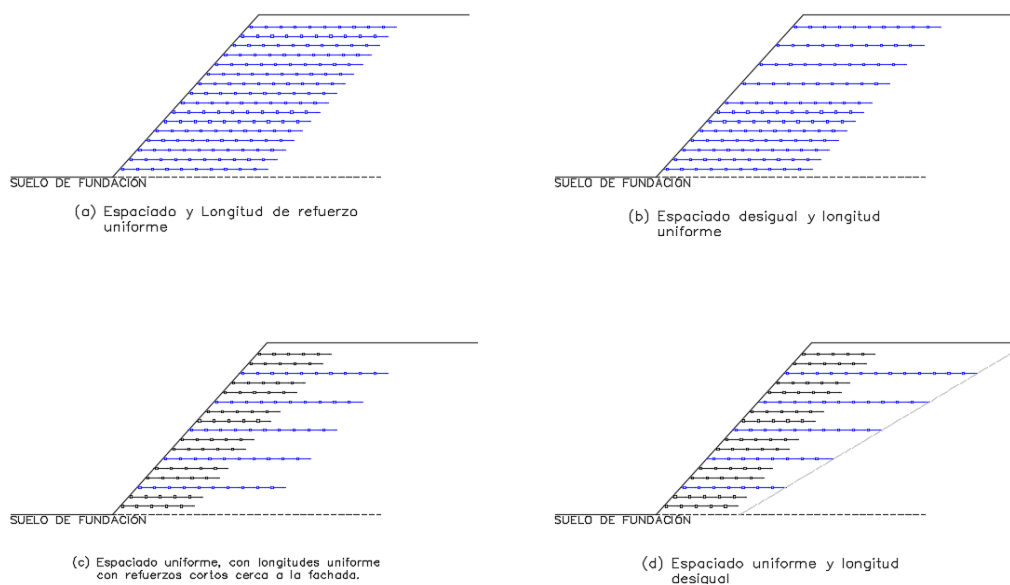 SUELO DE FUNDACIÓN
(a) Espaciado y Longitud de refuerzo
uniforme
SUELO DE FUNDACIÓN
(b) Espaciado desigual y longitud
uniforme
SUELO DE FUNDACIÓN
(c) Espaciado uniforme, con longitudes uniforme
con refuerzos cortos cerca a la fachada.
SUELO DE FUNDACIÓN
(d) Espaciado uniforme y longitud
desigual